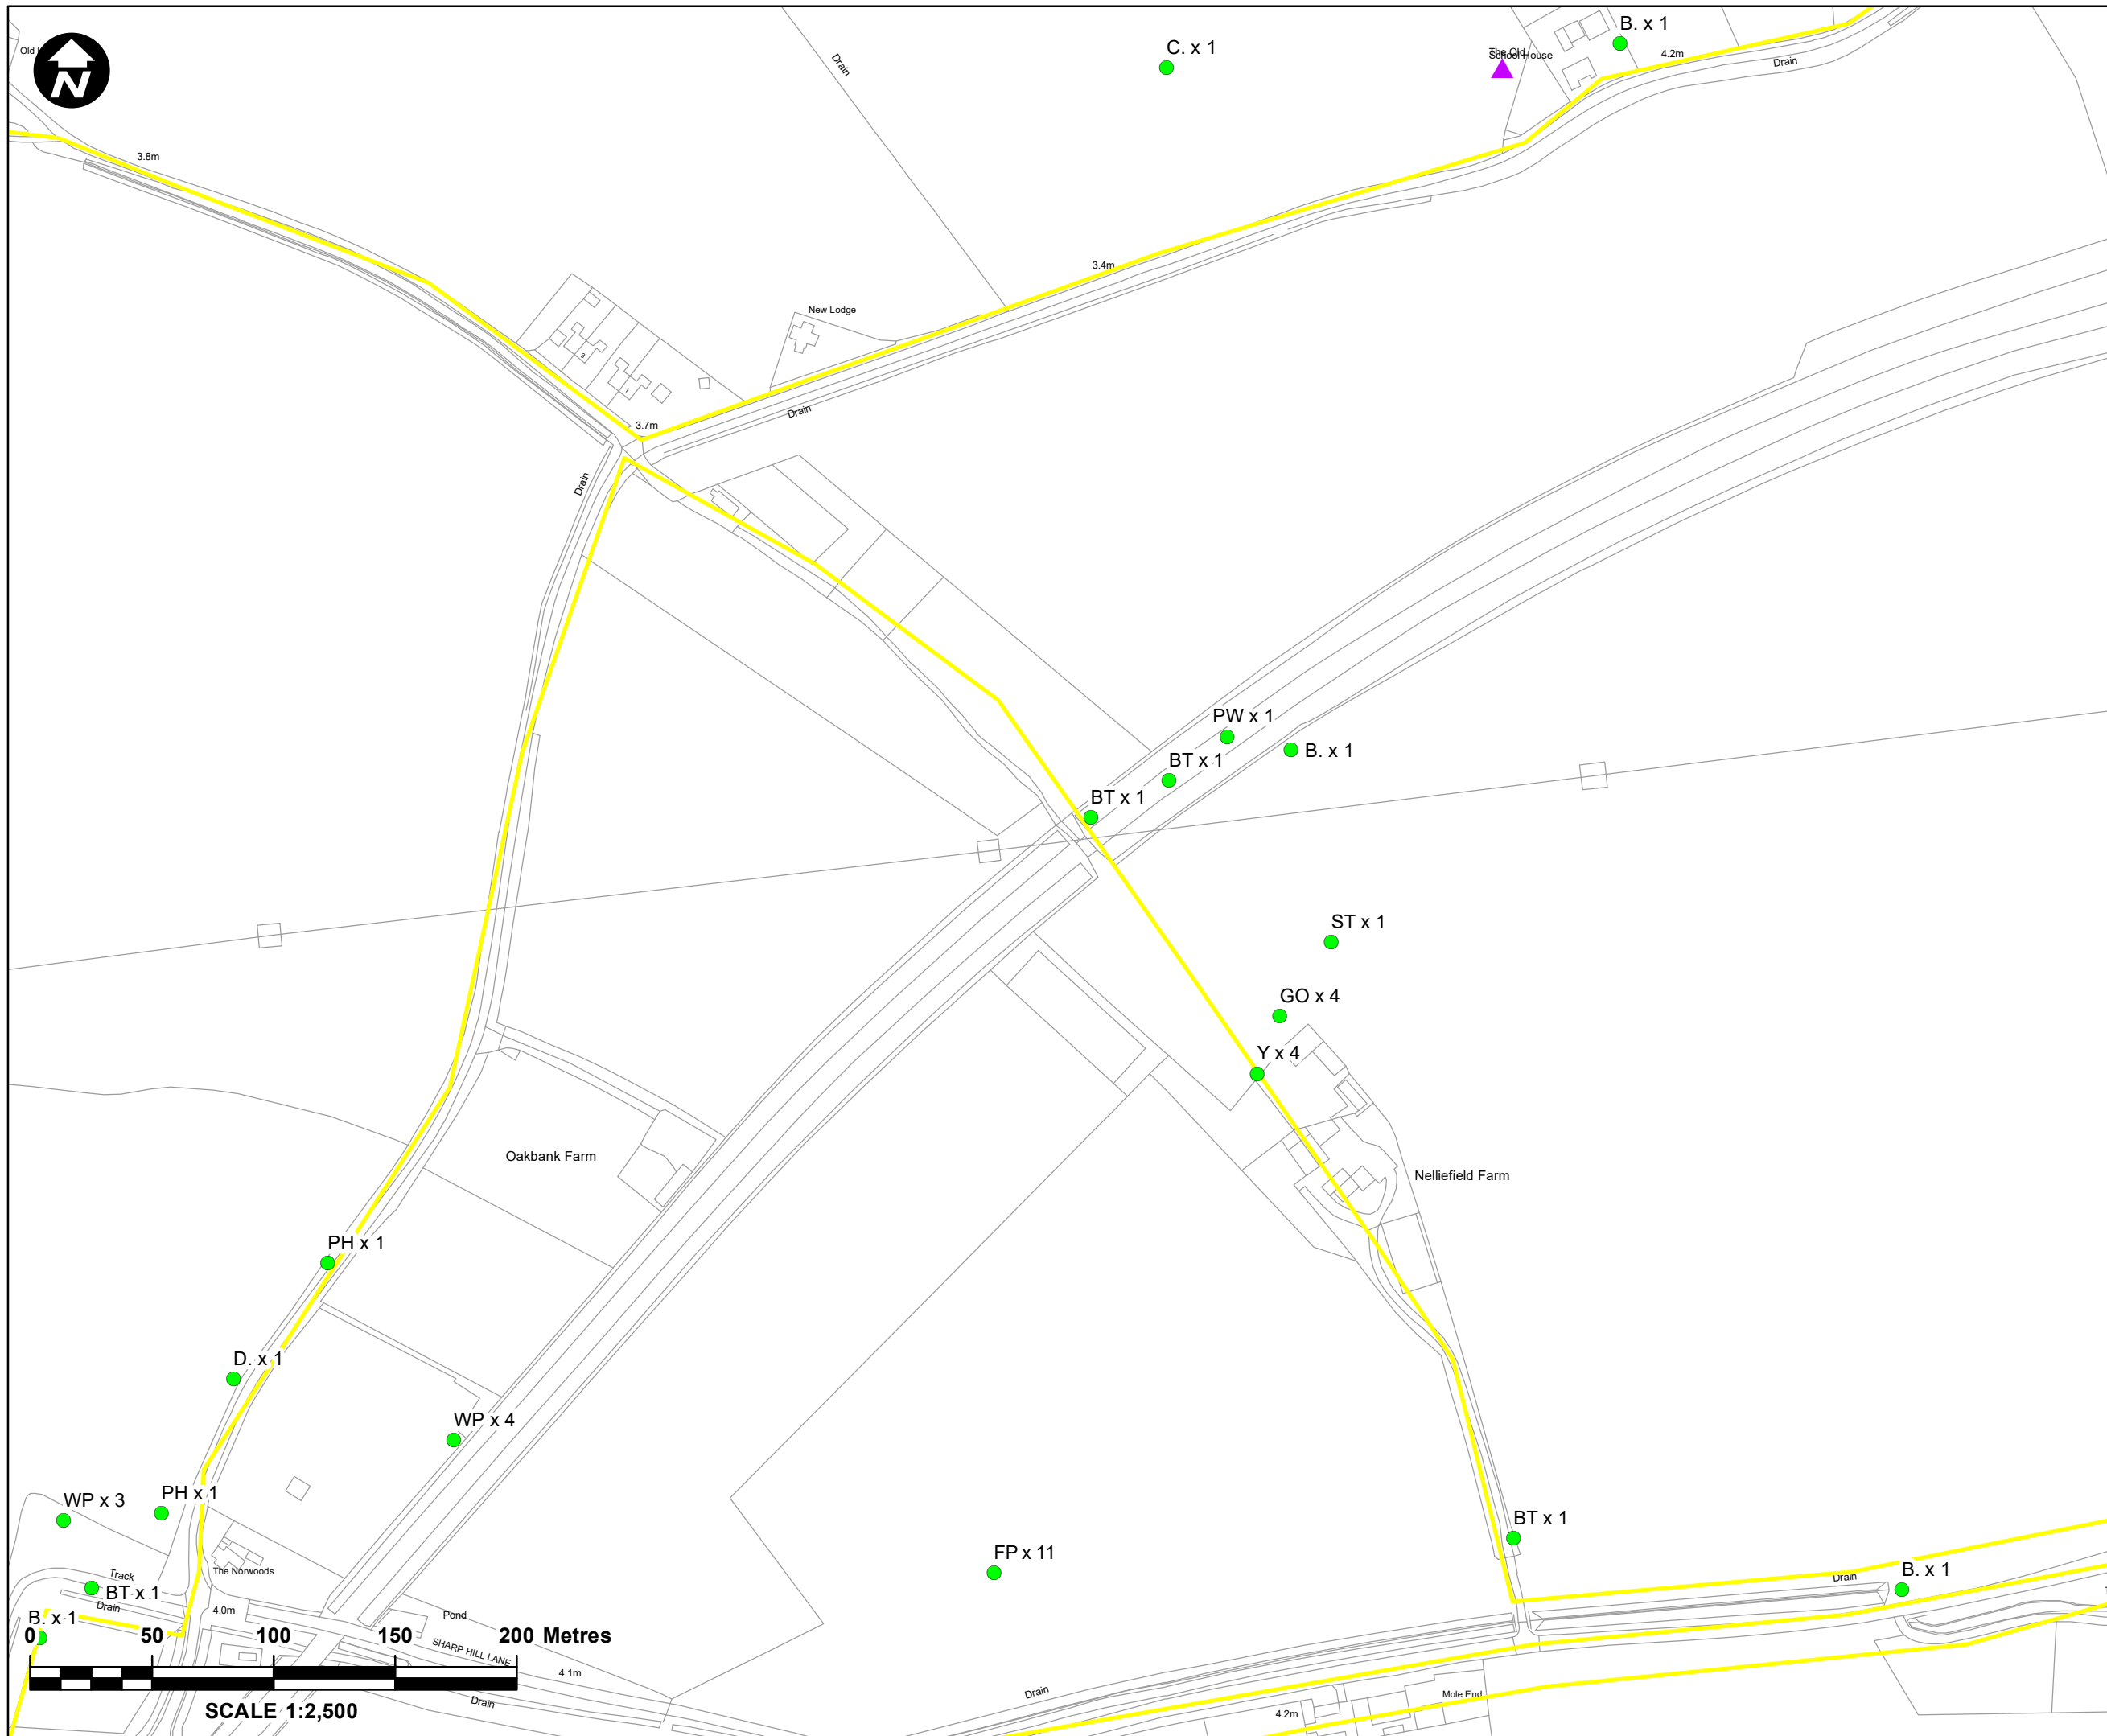 B. x 1
C. x 1
Old
N
The Old
School House
4.2m
Drain
Drain
3.8m
3.4m
New Lodge
3
1
3.7m
Drain
Drain
PW x 1
B. x 1
BT x 1
BT x 1
ST x 1
GO x 4
Y x 4
Oakbank Farm
Nelliefield Farm
PH x 1
D. x 1
WP x 4
WP x 3
PH x 1
BT x 1
FP x 11
The Norwoods
Track
BT x 1
Drain
Drain
B. x 1
4.0m
Pond
B. x 1
0 50 100 150 200 Metres
SHARP HILL LANE
4.1m
Drain
Drain
Mole End
4.2m
SCALE 1:2,500